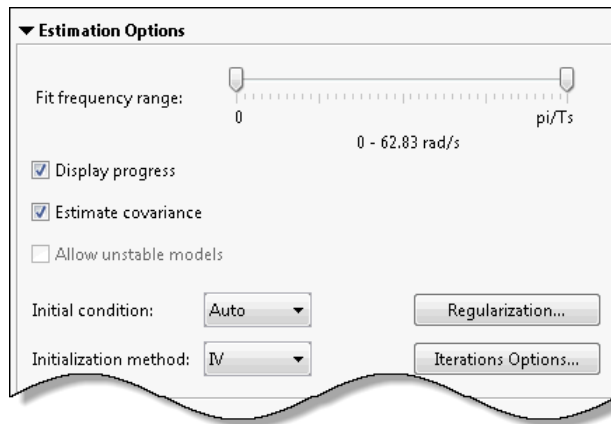 Estimation Options
Fit frequency range:
0 pi/Ts
0 - 62.83 rad/s
Display progress
Estimate covariance
Allow unstable models
Initial condition: Auto Regularization...
Initialization method: IV Iterations Options...